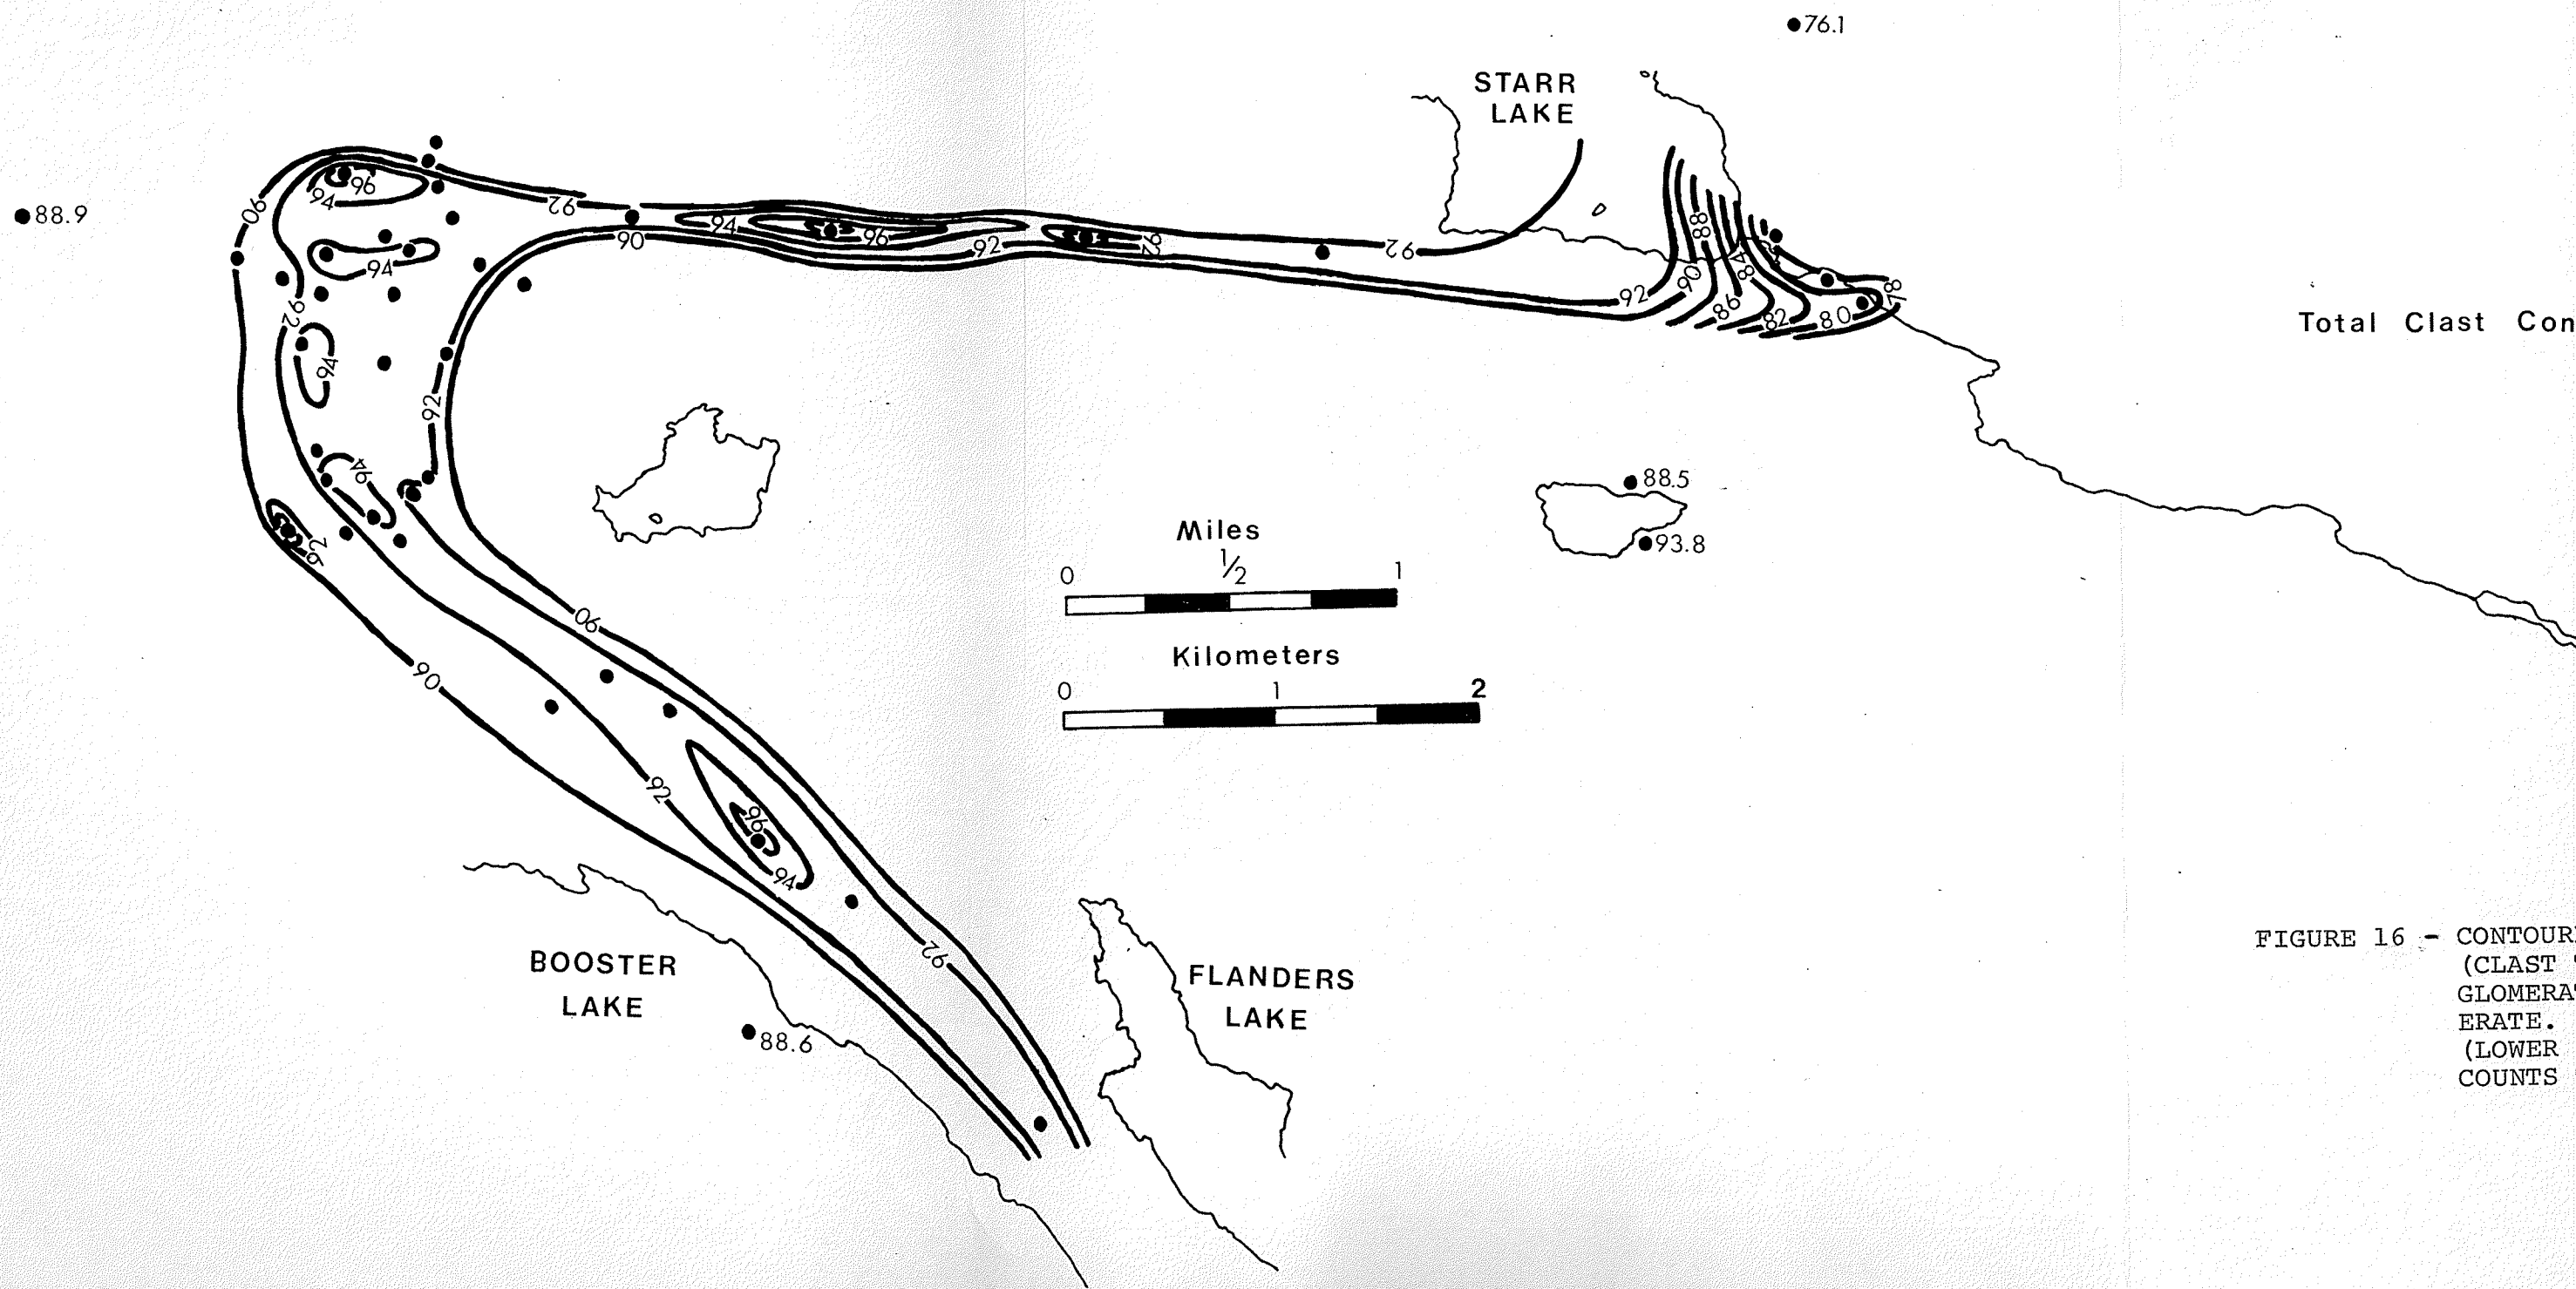 76.1
STARR
LAKE
88.9
90
94
96
92
94
92
94
92
94
92
90
94
96
92
94
92
92
90
88
86
84
82
80
78
Total Clast Con
88.5
93.8
Miles
0 1/2 1
Kilometers
0 1 2
90
90
92
96
94
92
BOOSTER
LAKE
88.6
FLANDERS
LAKE
FIGURE 16 - CONTOUR
(CLAST
GLOMERA
ERATE.
(LOWER
COUNTS